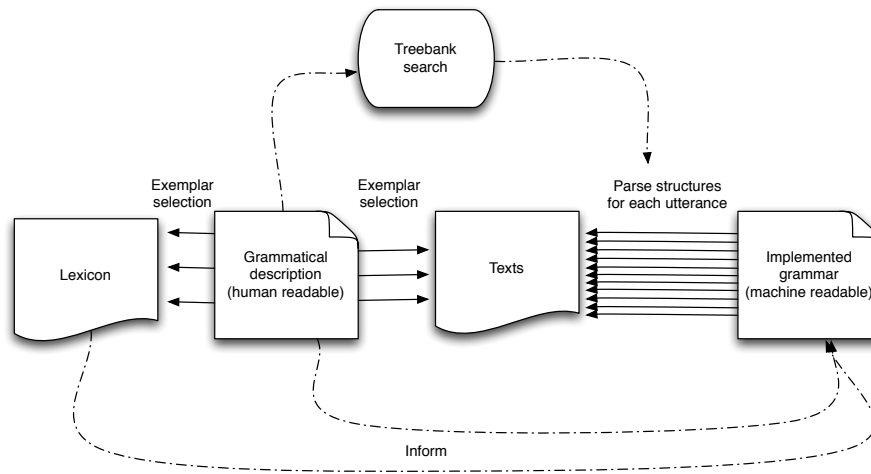 Treebank
search
Exemplar
selection
Exemplar
selection
Parse structures
for each utterance
Lexicon
Grammatical
description
(human readable)
Texts
Implemented
grammar
(machine readable)
Inform